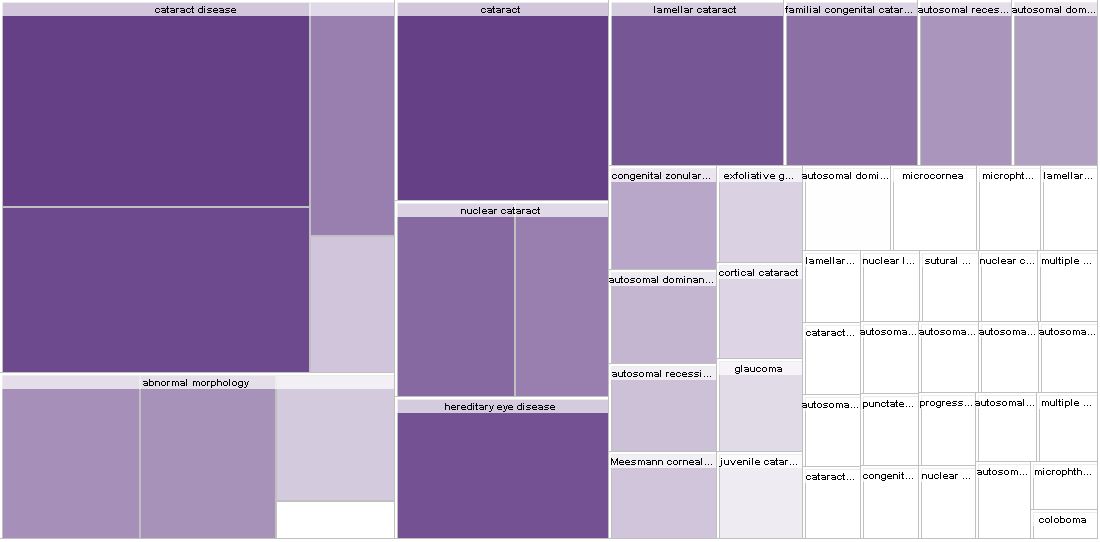 cataract disease
cataract
lamellar cataract
familial congenital catar...
autosomal reces...
autosomal dom...
congenital zonular...
exfoliative g...
autosomal domi...
microcornea
micropht...
lamellar...
nuclear cataract
lamellar...
nuclear l...
sutural ...
nuclear c...
multiple ...
autosomal dominan...
cortical cataract
cataract...
autosoma...
autosoma...
autosoma...
autosoma...
autosomal recessi...
glaucoma
abnormal morphology
hereditary eye disease
autosoma...
punctate...
progress...
autosomal...
multiple ...
Meesmann corneal...
juvenile catar...
cataract...
congenit...
nuclear ...
autosom...
microphth...
coloboma